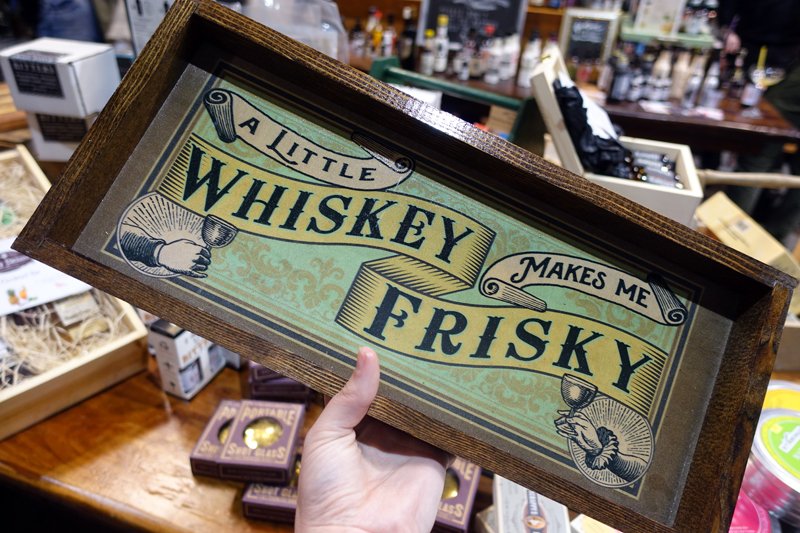 A LITTLE
WHISKEY
MAKES ME
FRISKY
PORTABLE
SHOT GLASS